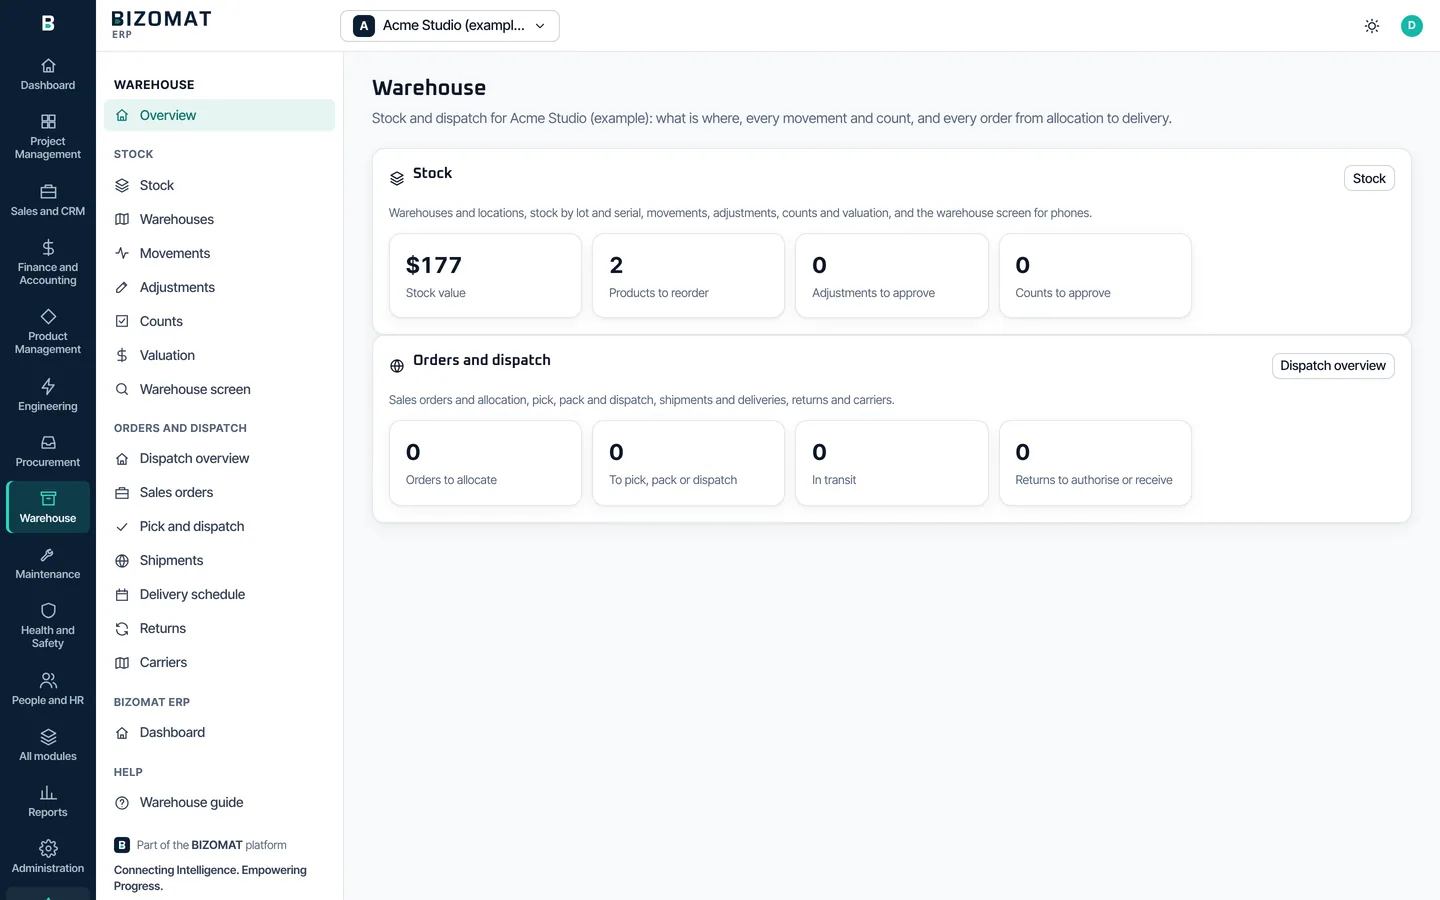 B
Dashboard
Project
Management
Sales and CRM
Finance and
Accounting
Product
Management
Engineering
Procurement
Warehouse
Maintenance
Health and
Safety
People and HR
All modules
Reports
Administration
BIZOMAT
ERP
A Acme Studio (exampl...
D
WAREHOUSE
Overview
STOCK
Stock
Warehouses
Movements
Adjustments
Counts
Valuation
Warehouse screen
ORDERS AND DISPATCH
Dispatch overview
Sales orders
Pick and dispatch
Shipments
Delivery schedule
Returns
Carriers
BIZOMAT ERP
Dashboard
HELP
Warehouse guide
B Part of the BIZOMAT platform
Connecting Intelligence. Empowering
Progress.
Warehouse
Stock and dispatch for Acme Studio (example): what is where, every movement and count, and every order from allocation to delivery.
Stock
Stock
Warehouses and locations, stock by lot and serial, movements, adjustments, counts and valuation, and the warehouse screen for phones.
$177
Stock value
2
Products to reorder
0
Adjustments to approve
0
Counts to approve
Orders and dispatch
Dispatch overview
Sales orders and allocation, pick, pack and dispatch, shipments and deliveries, returns and carriers.
0
Orders to allocate
0
To pick, pack or dispatch
0
In transit
0
Returns to authorise or receive